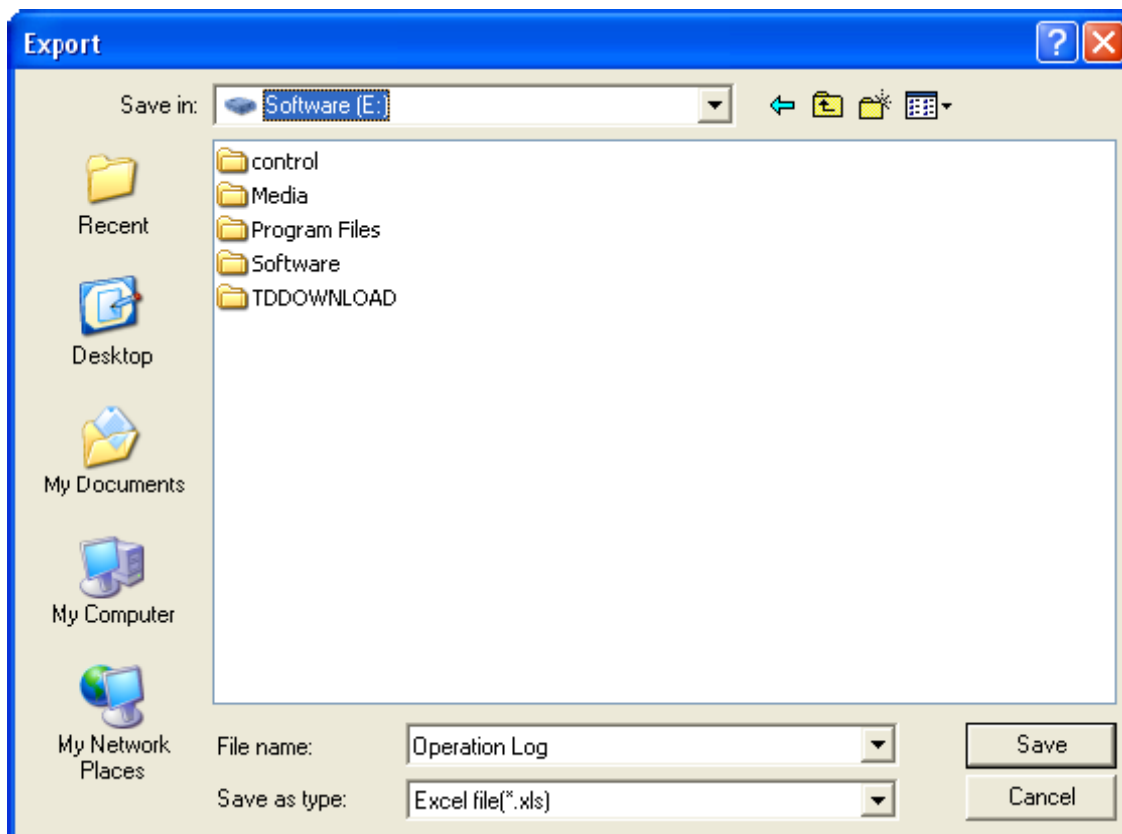 Export
Save in: Software (E:)
control
Media
Program Files
Software
TDDOWNLOAD
Recent
Desktop
My Documents
My Computer
My Network
Places
File name: Operation Log Save
Save as type: Excel file(*.xls) Cancel